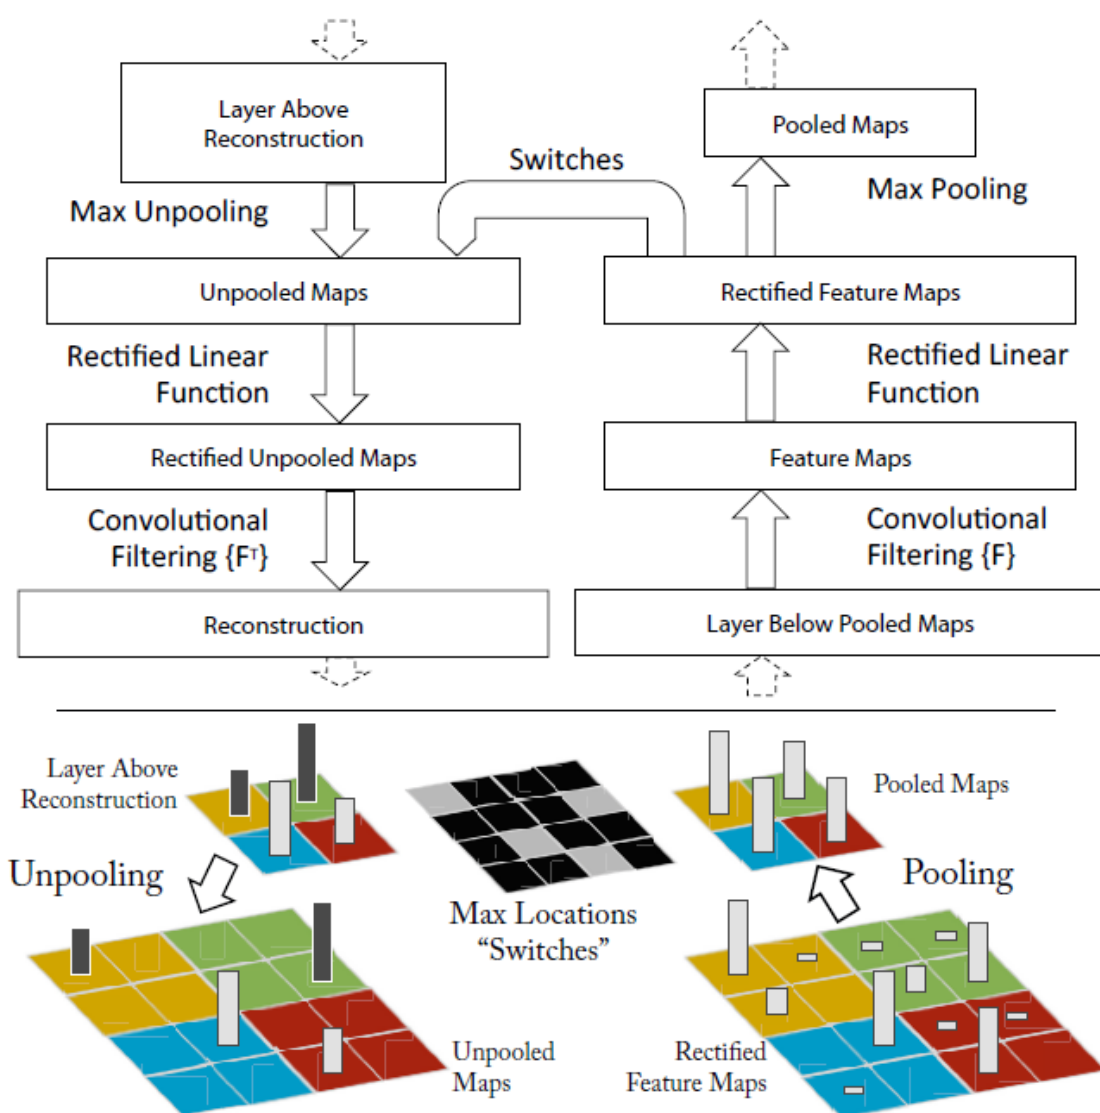 Layer Above
Reconstruction
Pooled Maps
Switches
Max Unpooling
Max Pooling
Unpooled Maps
Rectified Feature Maps
Rectified Linear
Function
Rectified Linear
Function
Rectified Unpooled Maps
Feature Maps
Convolutional
Filtering {Fᵀ}
Convolutional
Filtering {F}
Reconstruction
Layer Below Pooled Maps
Layer Above
Reconstruction
Pooled Maps
Unpooling
Pooling
Max Locations
“Switches”
Unpooled
Maps
Rectified
Feature Maps